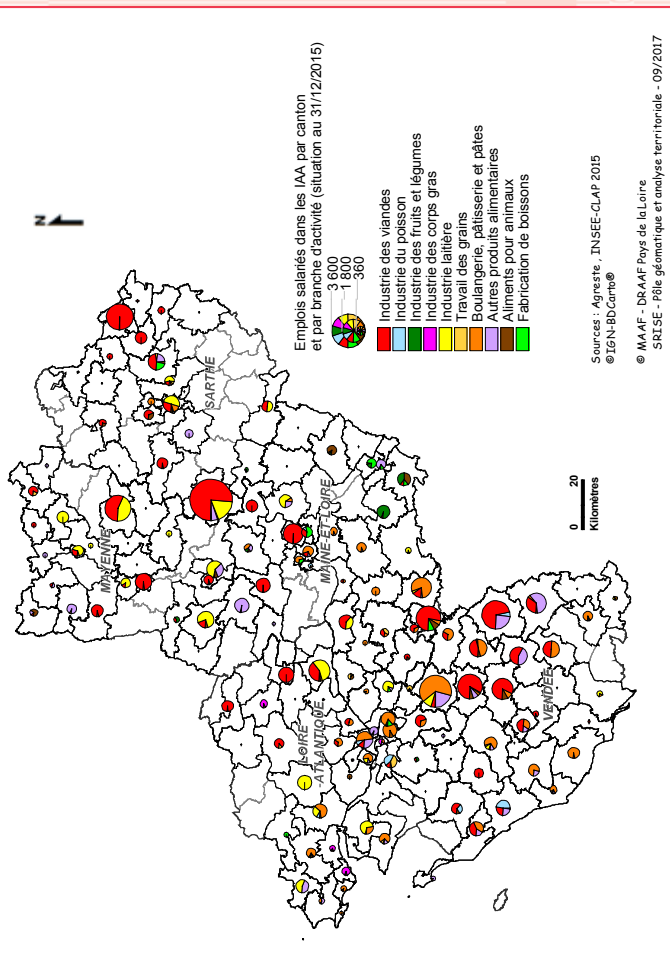 N
Emplois salariés dans les IAA par canton
et par branche d'activité (situation au 31/12/2015)
3 600
1 800
360
Industrie des viandes
Industrie du poisson
Industrie des fruits et légumes
Industrie des corps gras
Industrie laitière
Travail des grains
Boulangerie, pâtisserie et pâtes
Autres produits alimentaires
Aliments pour animaux
Fabrication de boissons
MAYENNE
SARTHE
LOIRE
ATLANTIQUE
MAINE-ET-LOIRE
VENDÉE
0 20
Kilomètres
Sources : Agreste , INSEE-CLAP 2015
©IGN-BDCarto®
© MAAF - DRAAF Pays de la Loire
SRISE - Pôle géomatique et analyse territoriale - 09/2017